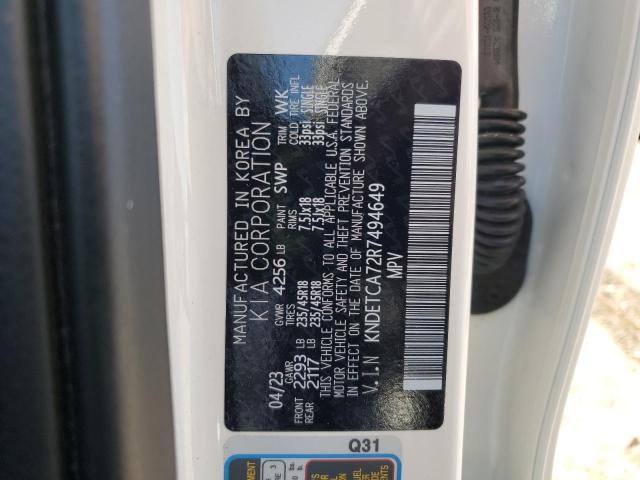 MANUFACTURED IN KOREA BY
KIA CORPORATION
04/23 GVWR 4256 LB PAINT SWP TRIM WK
GAWR TIRES RIMS COLD TIRE INFL
FRONT 2293 LB 235/45R18 7.5JX18 33psi SINGLE
REAR 2117 LB 235/45R18 7.5JX18 33psi SINGLE
THIS VEHICLE CONFORMS TO ALL APPLICABLE U.S.A. FEDERAL
MOTOR VEHICLE SAFETY AND THEFT PREVENTION STANDARDS
IN EFFECT ON THE DATE OF MANUFACTURE SHOWN ABOVE.
V.I.N KNDETCA72R7494649
MPV
Q31